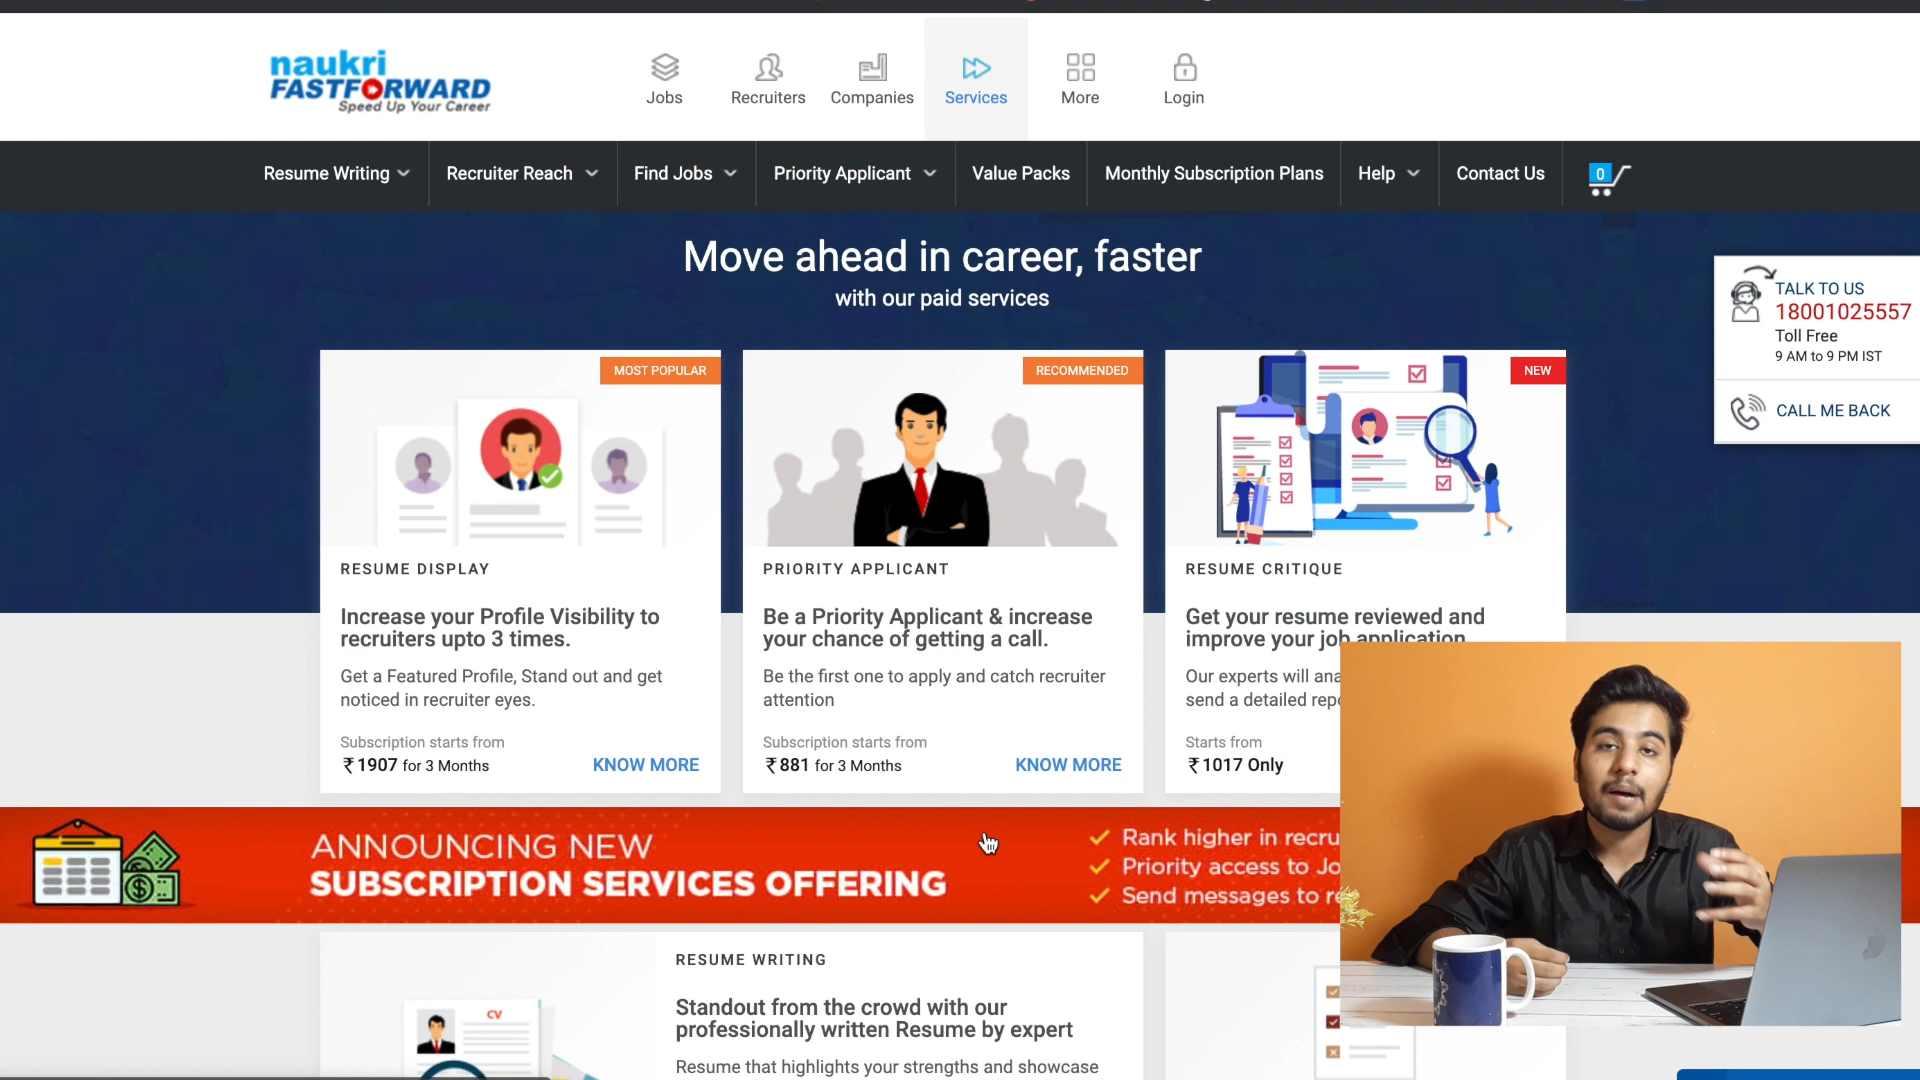 naukri
FASTFORWARD
Speed Up Your Career
Jobs
Recruiters
Companies
Services
More
Login
Resume Writing
Recruiter Reach
Find Jobs
Priority Applicant
Value Packs
Monthly Subscription Plans
Help
Contact Us
0
Move ahead in career, faster
with our paid services
TALK TO US
18001025557
Toll Free
9 AM to 9 PM IST
CALL ME BACK
MOST POPULAR
RESUME DISPLAY
Increase your Profile Visibility to
recruiters upto 3 times.
Get a Featured Profile, Stand out and get
noticed in recruiter eyes.
Subscription starts from
₹1907 for 3 Months
KNOW MORE
RECOMMENDED
PRIORITY APPLICANT
Be a Priority Applicant & increase
your chance of getting a call.
Be the first one to apply and catch recruiter
attention
Subscription starts from
₹881 for 3 Months
KNOW MORE
NEW
RESUME CRITIQUE
Get your resume reviewed and
improve your job application
Our experts will
send a detailed
Starts from
₹1017 Only
ANNOUNCING NEW
SUBSCRIPTION SERVICES OFFERING
Rank higher in
Priority access to
Send messages to
CV
RESUME WRITING
Standout from the crowd with our
professionally written Resume by expert
Resume that highlights your strengths and showcase